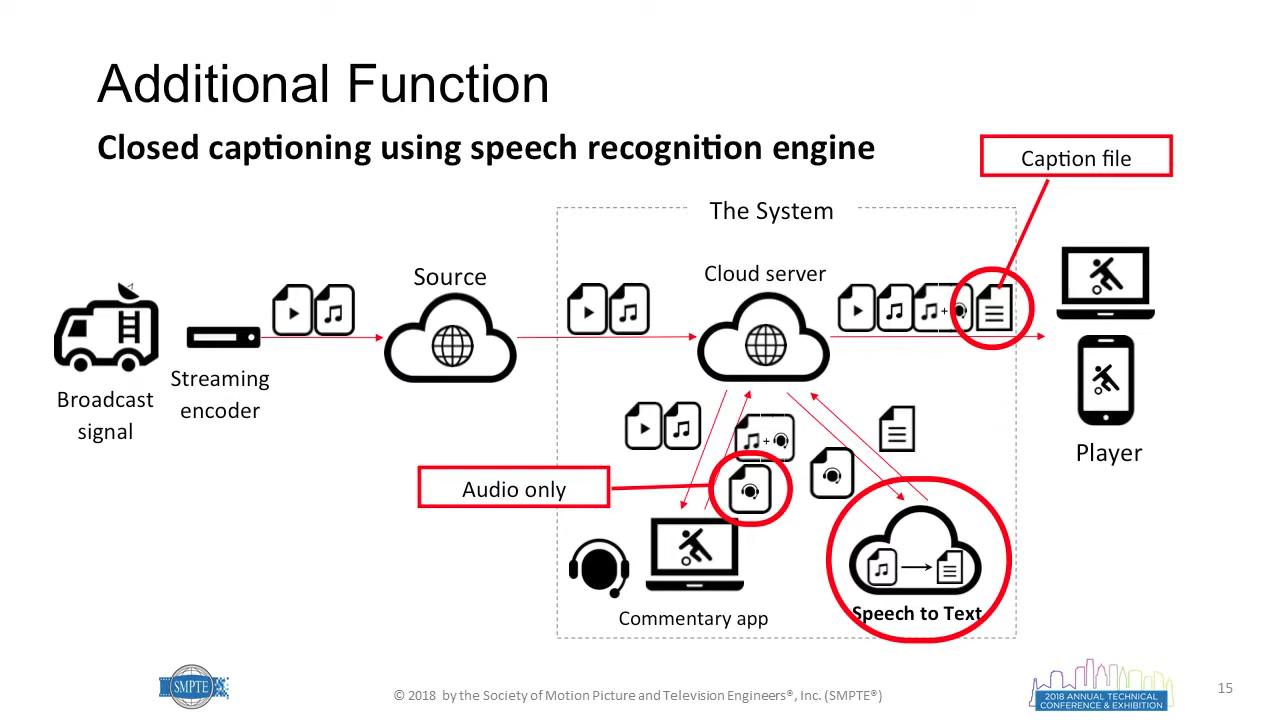 Additional Function
Closed captioning using speech recognition engine
Caption file
The System
Source
Cloud server
Broadcast
signal
Streaming
encoder
+
Player
+
Audio only
Commentary app
Speech to Text
SMPTE
© 2018 by the Society of Motion Picture and Television Engineers®, Inc. (SMPTE®)
2018 ANNUAL TECHNICAL
CONFERENCE & EXHIBITION
15